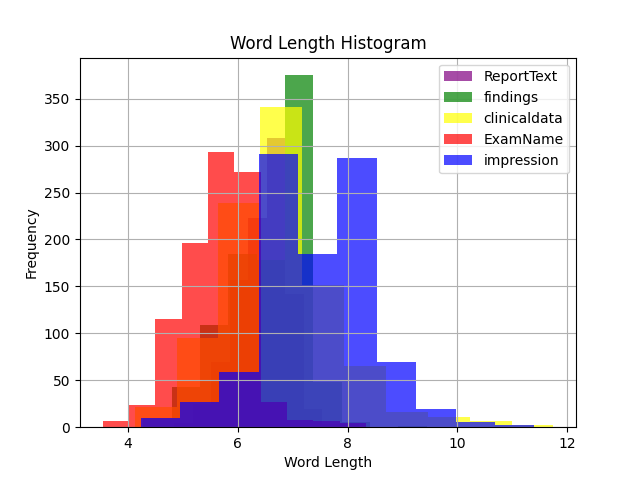 Word Length Histogram
Frequency
350
300
250
200
150
100
50
0
4
6
8
10
12
Word Length
ReportText
findings
clinicaldata
ExamName
impression